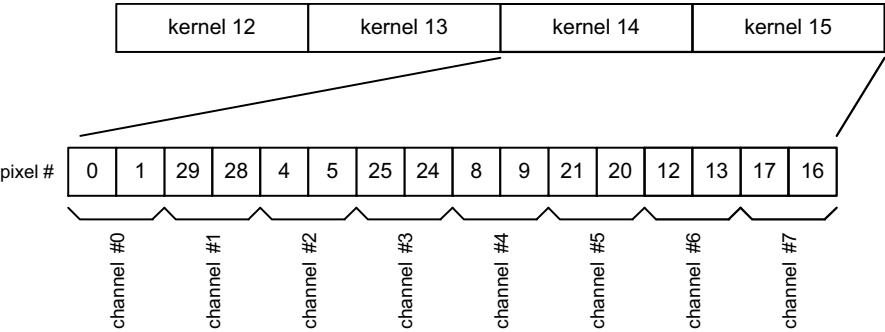 kernel 12 kernel 13 kernel 14 kernel 15
pixel # 0 1 29 28 4 5 25 24 8 9 21 20 12 13 17 16
channel #0 channel #1 channel #2 channel #3 channel #4 channel #5 channel #6 channel #7